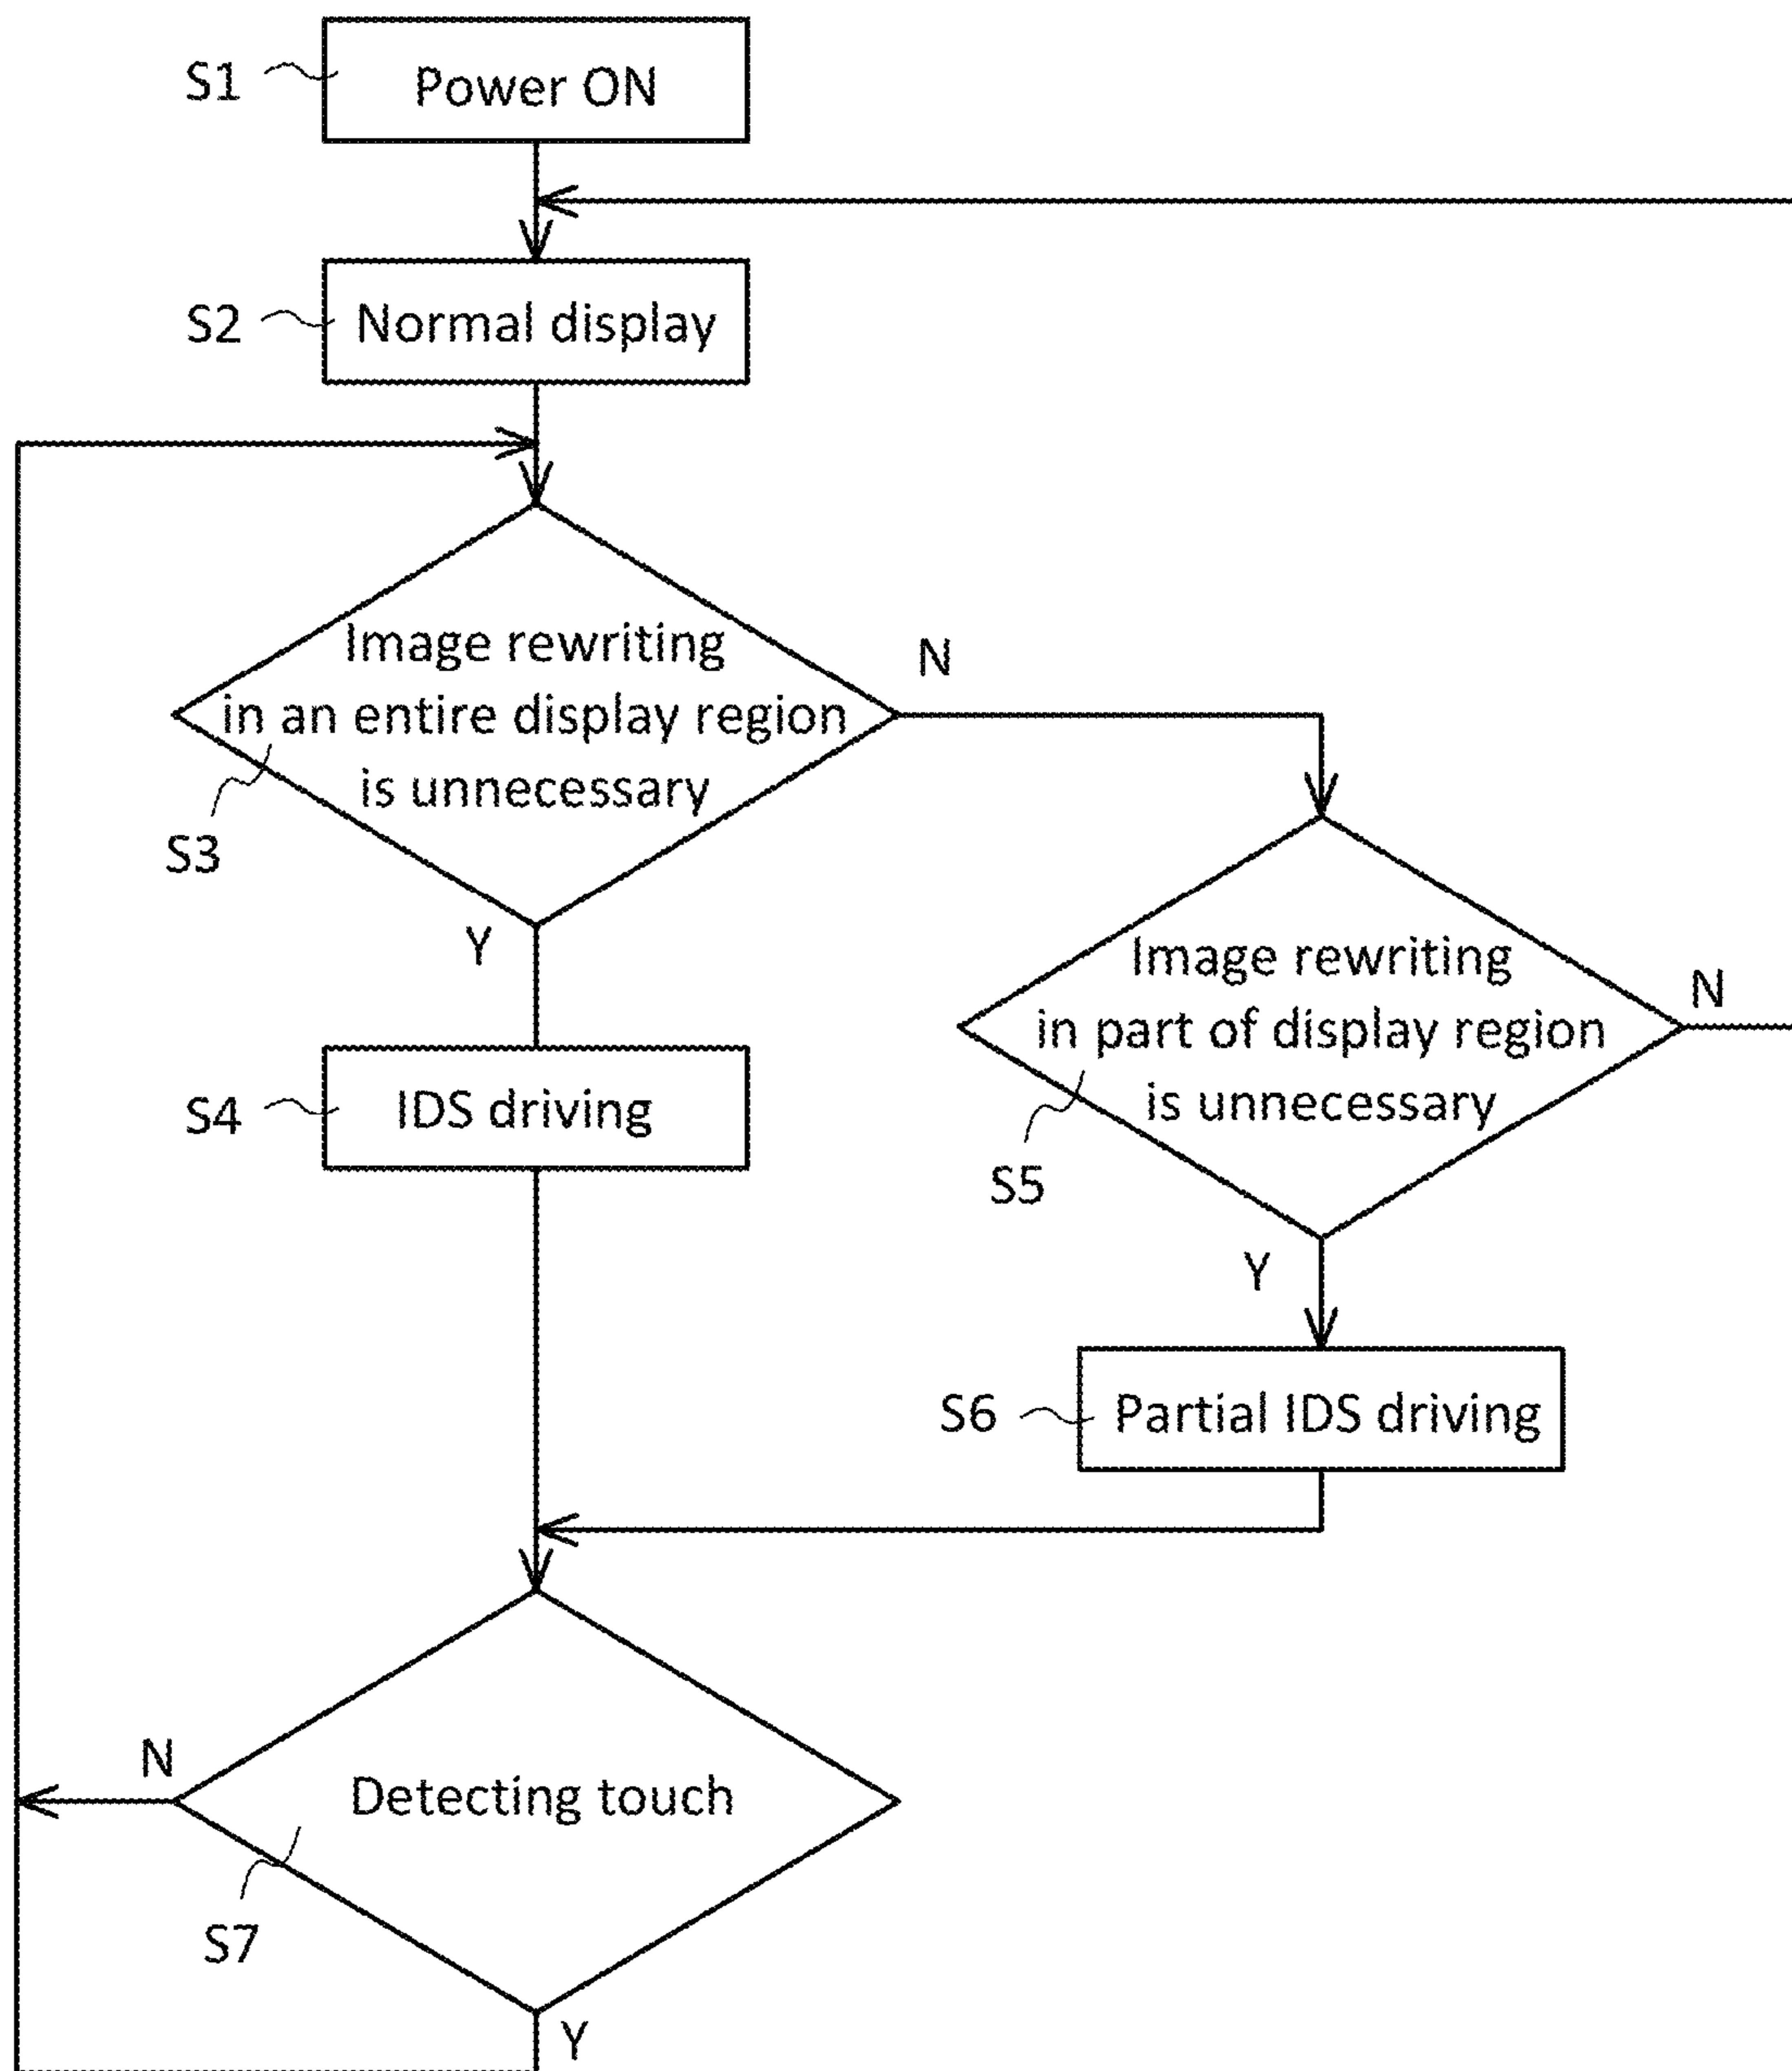 S1
Power ON
S2
Normal display
Image rewriting
in an entire display region
is unnecessary
S3
N
Y
Image rewriting
in part of display region
is unnecessary
S5
N
Y
S4
IDS driving
S6
Partial IDS driving
Detecting touch
S7
N
Y